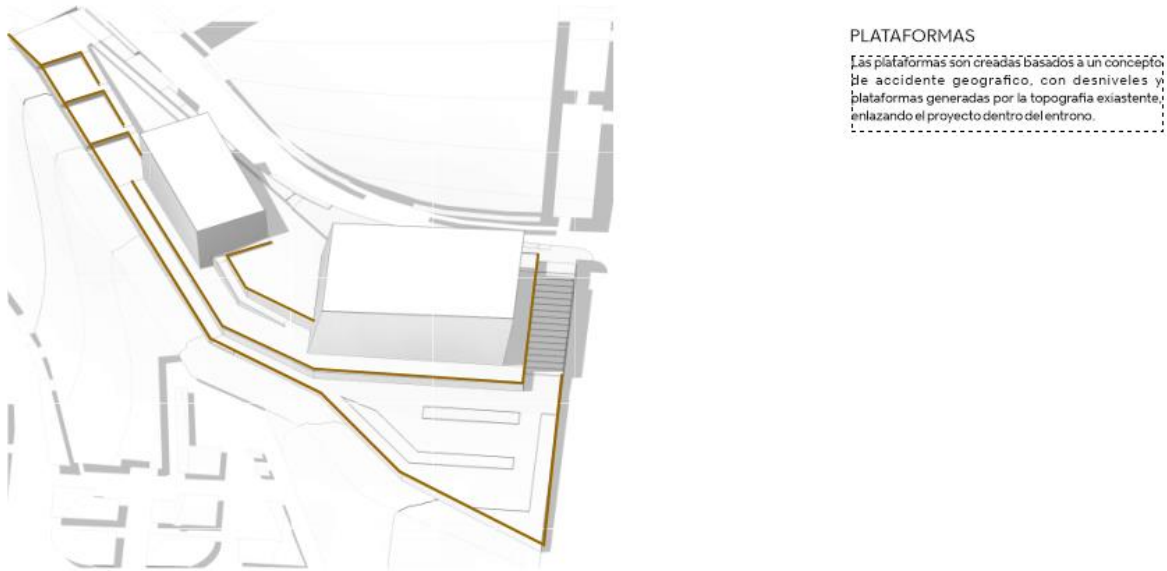 PLATAFORMAS
Las plataformas son creadas basados a un concepto
de accidente geografico, con desniveles y
plataformas generadas por la topografia exiastente,
enlazando el proyecto dentro del entrono.